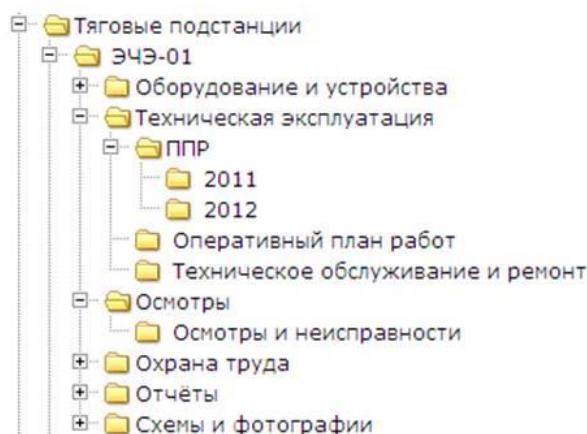 Тяговые подстанции
ЭЧЭ-01
Оборудование и устройства
Техническая эксплуатация
ППР
2011
2012
Оперативный план работ
Техническое обслуживание и ремонт
Осмотры
Осмотры и неисправности
Охрана труда
Отчёты
Схемы и фотографии